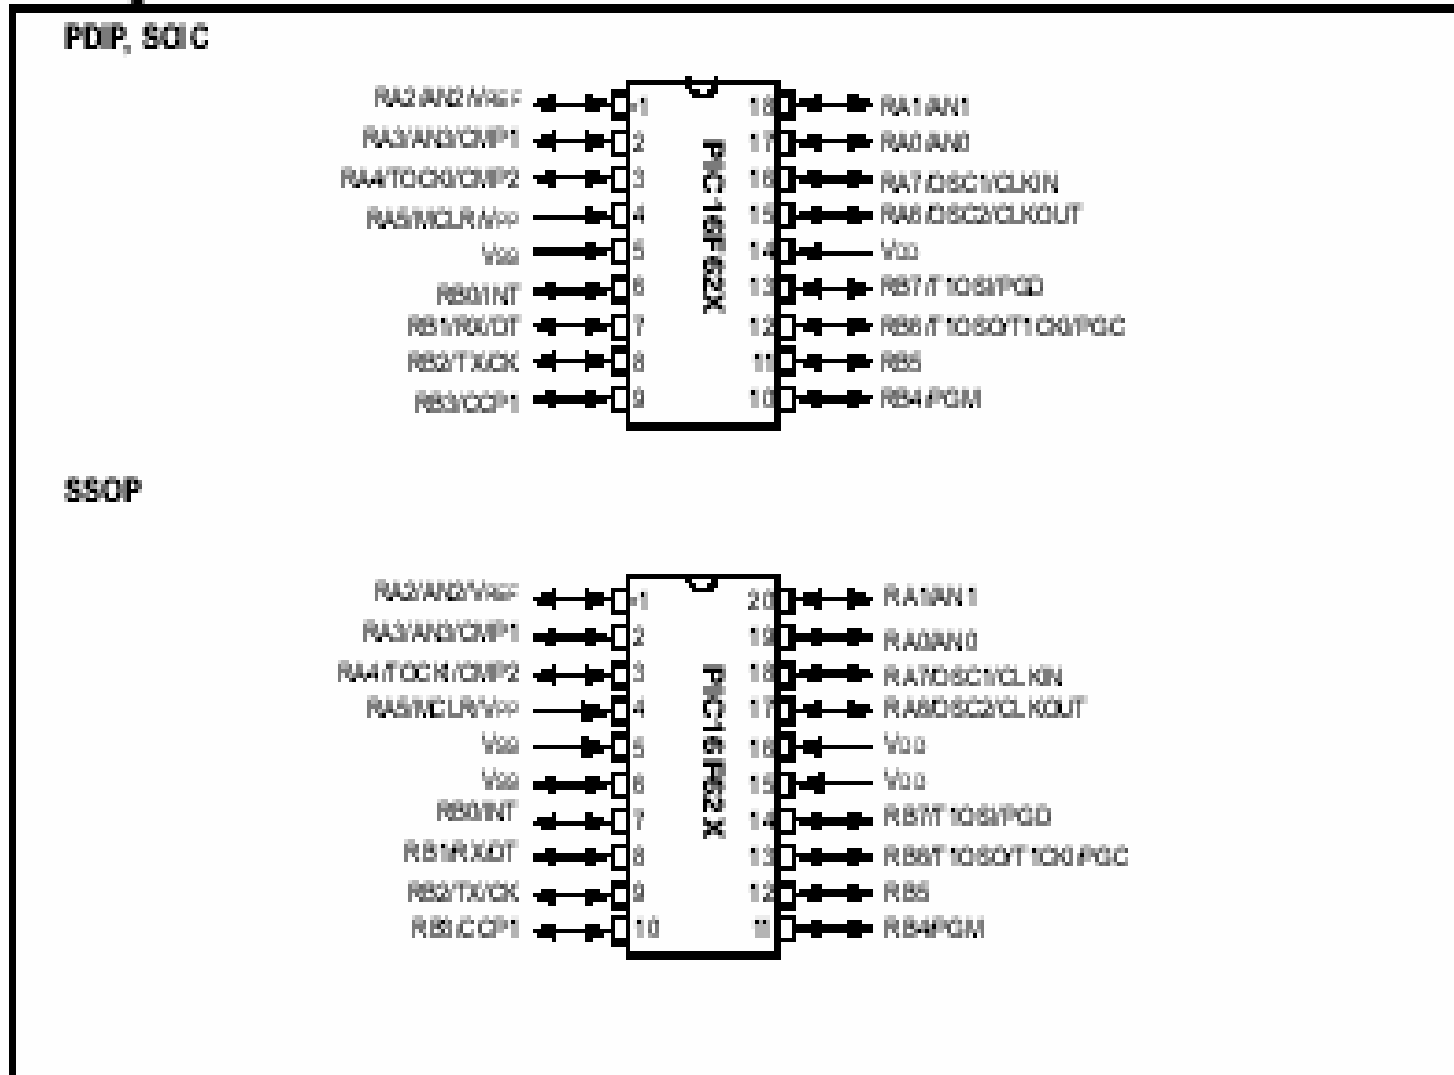 PDIP, SOIC
RA2/AN2/VREF 1 18 RA1/AN1
RA3/AN3/CMP1 2 17 RA0/AN0
RA4/TOCKI/CMP2 3 16 RA7/OSC1/CLKIN
RA5/MCLR/VPP 4 15 RA6/OSC2/CLKOUT
VSS 5 14 VDD
RB0/INT 6 13 RB7/T1OSI/PGD
RB1/RX/DT 7 12 RB6/T1OSO/T1CKI/PGC
RB2/TX/CK 8 11 RB5
RB3/CCP1 9 10 RB4/PGM
PIC16F62X
SSOP
RA2/AN2/VREF 1 20 RA1/AN1
RA3/AN3/CMP1 2 19 RA0/AN0
RA4/TOCKI/CMP2 3 18 RA7/OSC1/CLKIN
RA5/MCLR/VPP 4 17 RA6/OSC2/CLKOUT
VSS 5 16 VDD
VSS 6 15 VDD
RB0/INT 7 14 RB7/T1OSI/PGD
RB1/RX/DT 8 13 RB6/T1OSO/T1CKI/PGC
RB2/TX/CK 9 12 RB5
RB3/CCP1 10 11 RB4/PGM
PIC16F62X